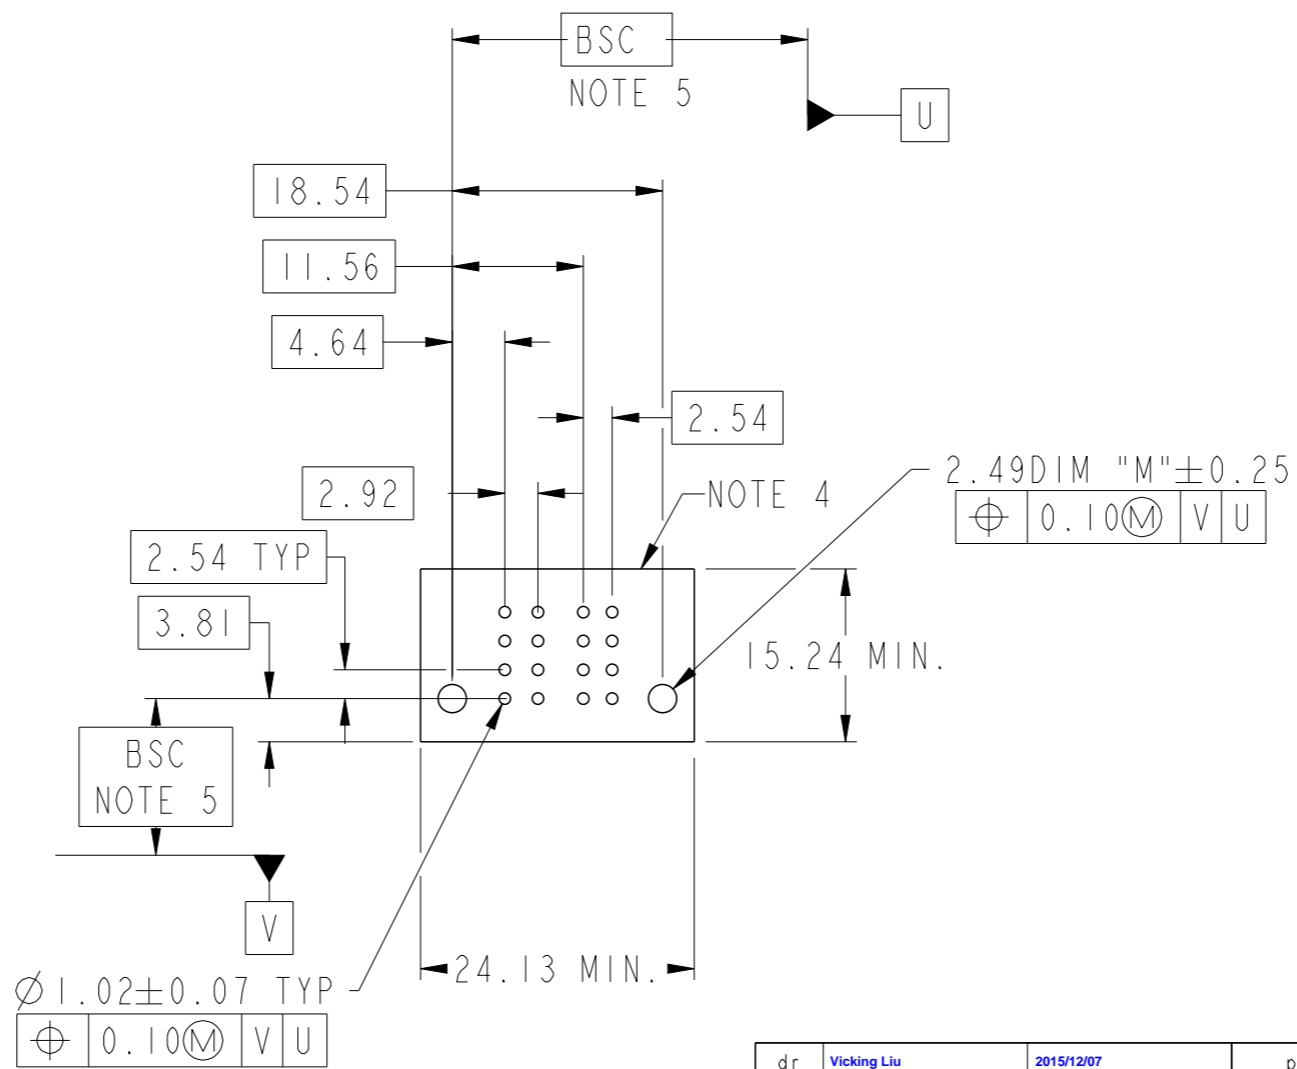 BSC
NOTE 5
U
18.54
11.56
4.64
2.54
2.92
NOTE 4
2.49DIM "M"±0.25
⌖ 0.10Ⓜ V U
2.54 TYP
3.81
15.24 MIN.
BSC
NOTE 5
V
24.13 MIN.
Ø1.02±0.07 TYP
⌖ 0.10Ⓜ V U
dr Vicking Liu 2015/12/07 p